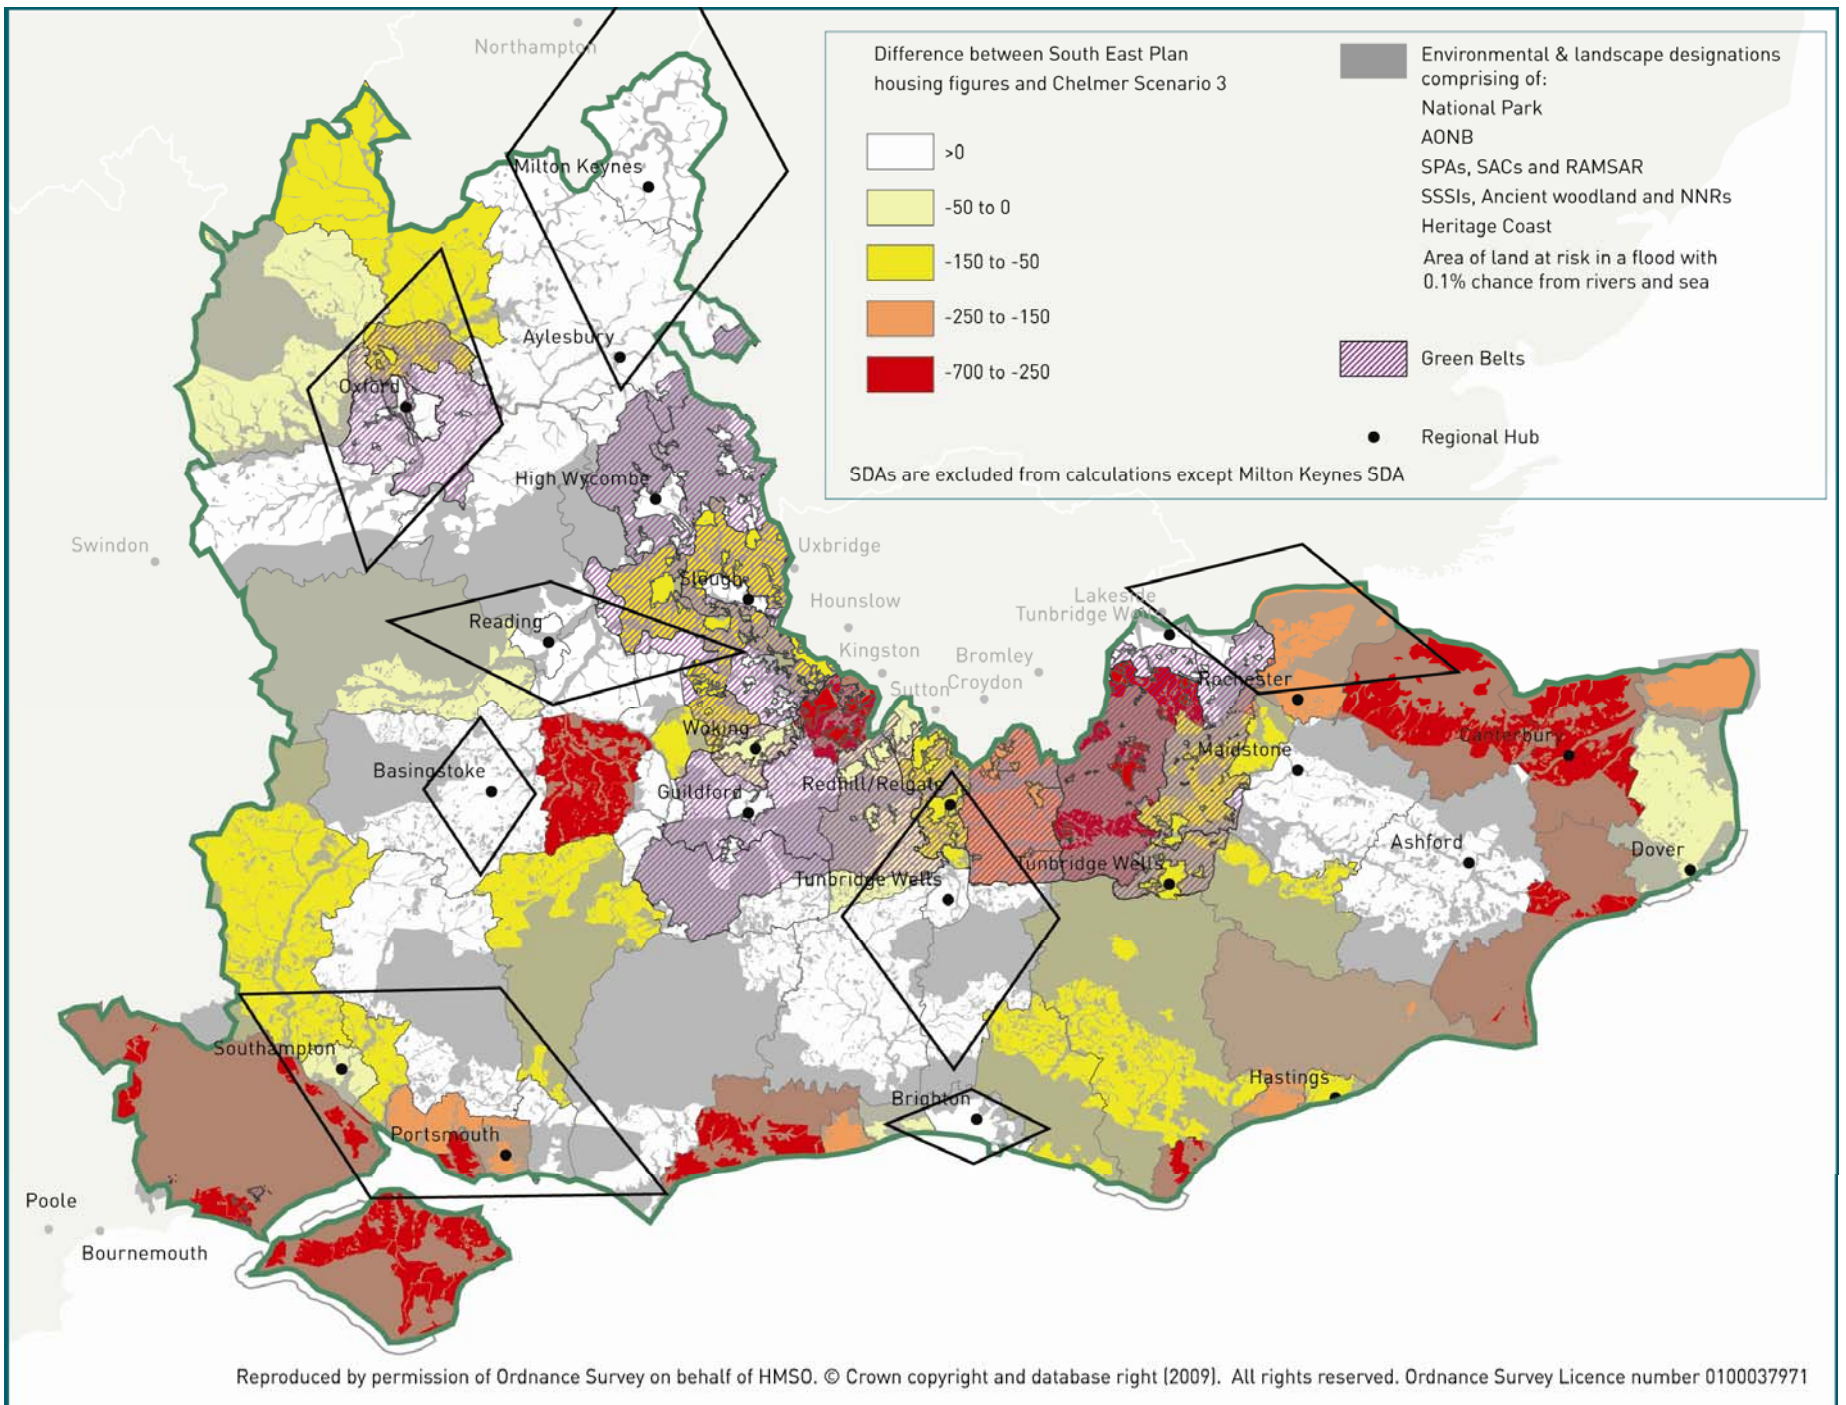 Northampton
Difference between South East Plan
housing figures and Chelmer Scenario 3
>0
-50 to 0
-150 to -50
-250 to -150
-700 to -250
Environmental & landscape designations
comprising of:
National Park
AONB
SPAs, SACs and RAMSAR
SSSIs, Ancient woodland and NNRs
Heritage Coast
Area of land at risk in a flood with
0.1% chance from rivers and sea
Green Belts
Regional Hub
SDAs are excluded from calculations except Milton Keynes SDA
Milton Keynes
Aylesbury
Oxford
High Wycombe
Swindon
Uxbridge
Slough
Hounslow
Lakeside
Tunbridge Wells
Reading
Kingston
Bromley
Croydon
Sutton
Rochester
Woking
Maidstone
Canterbury
Basingstoke
Guildford
Redhill/Reigate
Ashford
Dover
Tunbridge Wells
Tunbridge Wells
Southampton
Hastings
Brighton
Portsmouth
Poole
Bournemouth
Reproduced by permission of Ordnance Survey on behalf of HMSO. © Crown copyright and database right (2009). All rights reserved. Ordnance Survey Licence number 0100037971